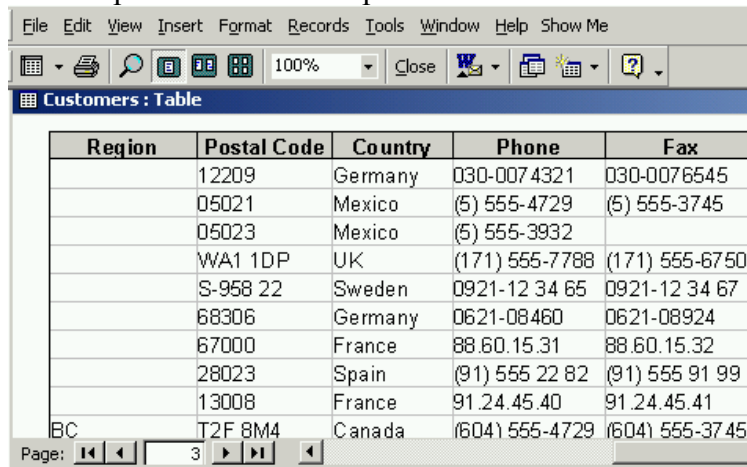 File Edit View Insert Format Records Tools Window Help Show Me
100% Close
Customers : Table
Region Postal Code Country Phone Fax
12209 Germany 030-0074321 030-0076545
05021 Mexico (5) 555-4729 (5) 555-3745
05023 Mexico (5) 555-3932
WA1 1DP UK (171) 555-7788 (171) 555-6750
S-958 22 Sweden 0921-12 34 65 0921-12 34 67
68306 Germany 0621-08460 0621-08924
67000 France 88.60.15.31 88.60.15.32
28023 Spain (91) 555 22 82 (91) 555 91 99
13008 France 91.24.45.40 91.24.45.41
BC T2F 8M4 Canada (604) 555-4729 (604) 555-3745
Page: 3